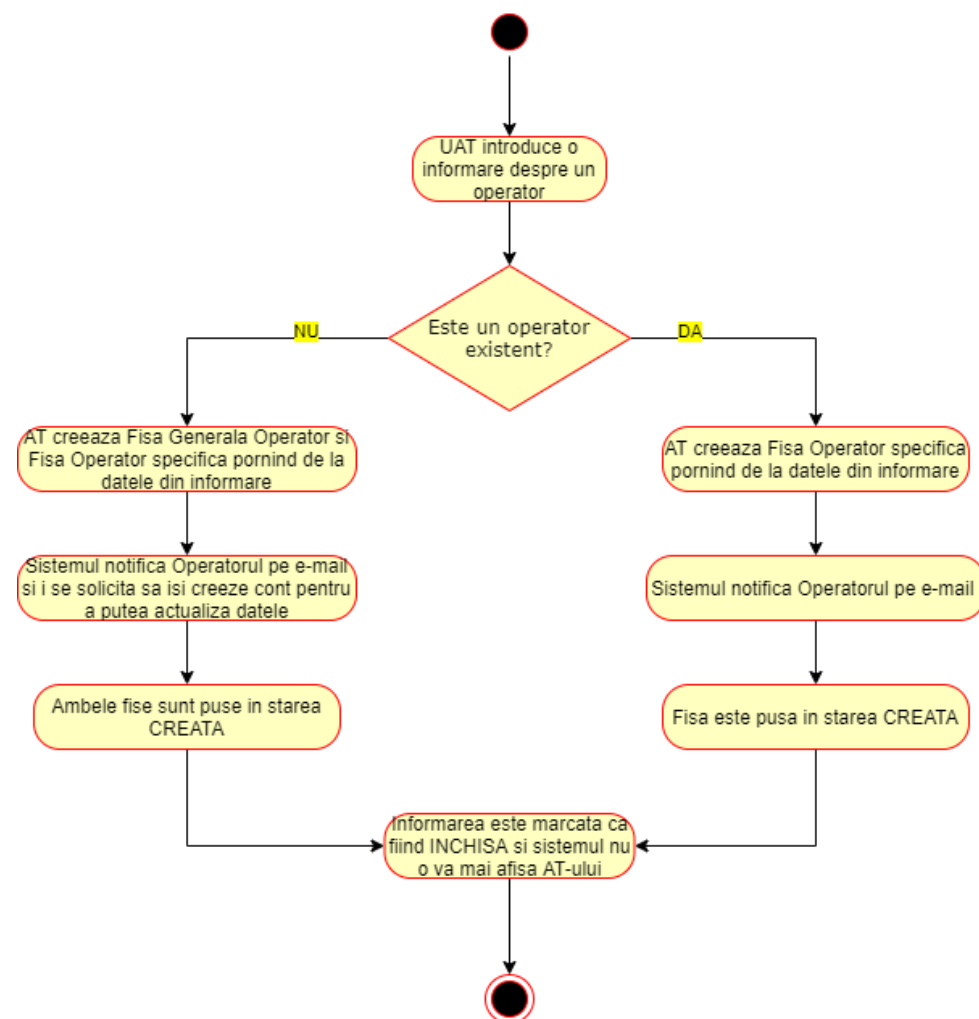 UAT introduce o
informare despre un
operator
Este un operator
existent?
NU
DA
AT creeaza Fisa Generala Operator si
Fisa Operator specifica pornind de la
datele din informare
AT creeaza Fisa Operator specifica
pornind de la datele din informare
Sistemul notifica Operatorul pe e-mail
si i se solicita sa isi creeze cont pentru
a putea actualiza datele
Sistemul notifica Operatorul pe e-mail
Ambele fise sunt puse in starea
CREATA
Fisa este pusa in starea CREATA
Informarea este marcata ca
fiind INCHISA si sistemul nu
o va mai afisa AT-ului